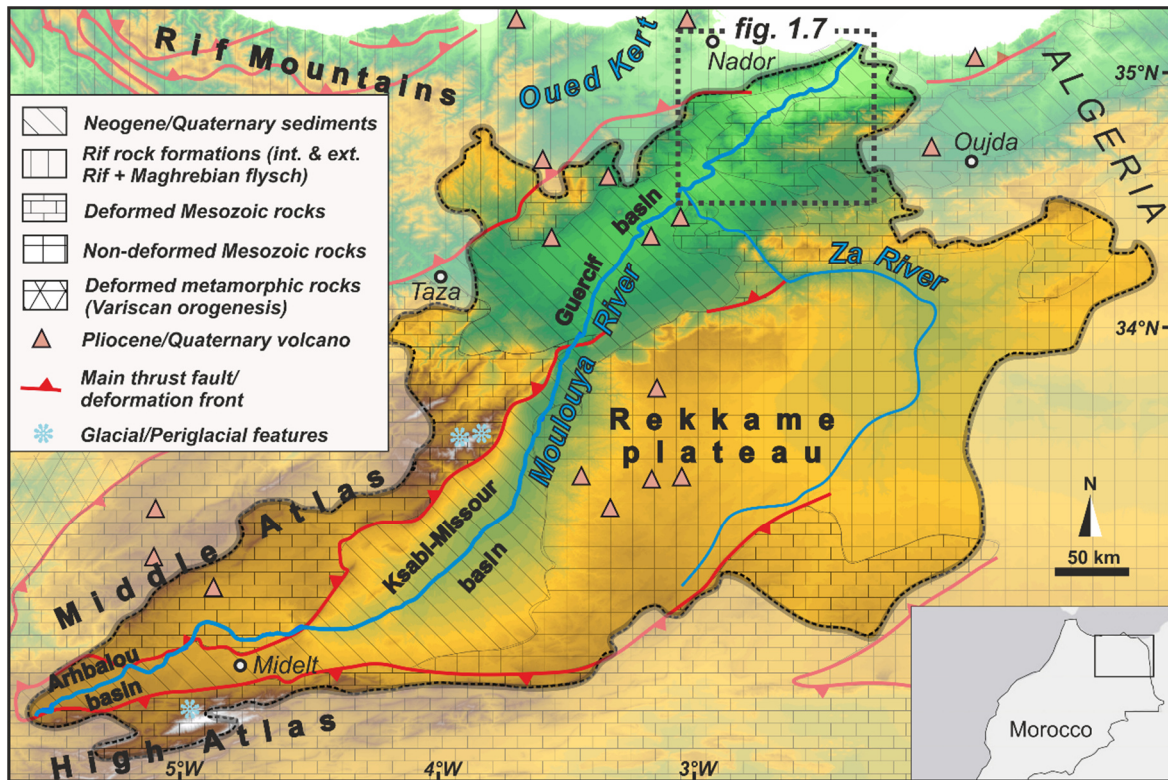 Rif Mountains
Oued Kert
fig. 1.7
Nador
35°N
ALGERIA
Oujda
Neogene/Quaternary sediments
Rif rock formations (int. & ext.
Rif + Maghrebian flysch)
Deformed Mesozoic rocks
Non-deformed Mesozoic rocks
Deformed metamorphic rocks
(Variscan orogenesis)
Pliocene/Quaternary volcano
Main thrust fault/
deformation front
Glacial/Periglacial features
Taza
Guercif
basin
Za River
34°N
Moulouya River
Rekkame
plateau
Ksabi-Missour
basin
Middle Atlas
N
50 km
Arhbalou
basin
Midelt
High Atlas
5°W
4°W
3°W
Morocco